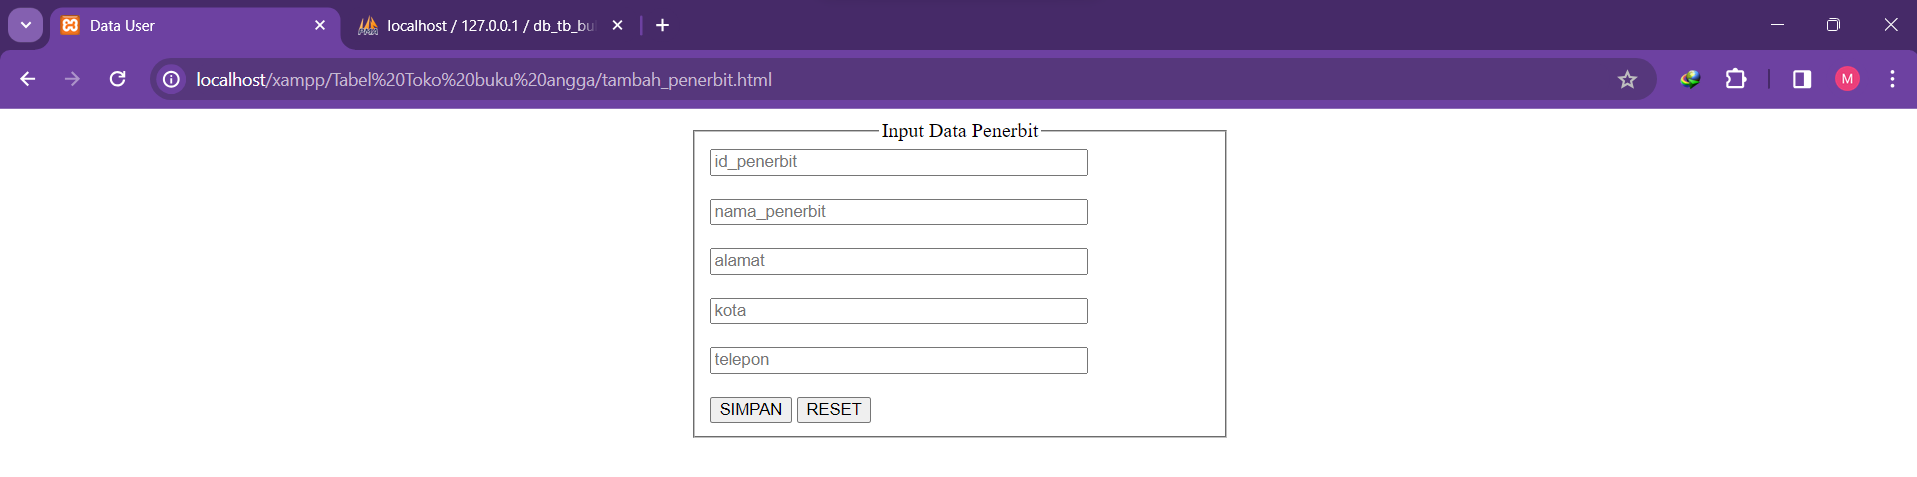 Data User
localhost / 127.0.0.1 / db_tb_bu
localhost/xampp/Tabel%20Toko%20buku%20angga/tambah_penerbit.html
M
Input Data Penerbit
id_penerbit
nama_penerbit
alamat
kota
telepon
SIMPAN RESET